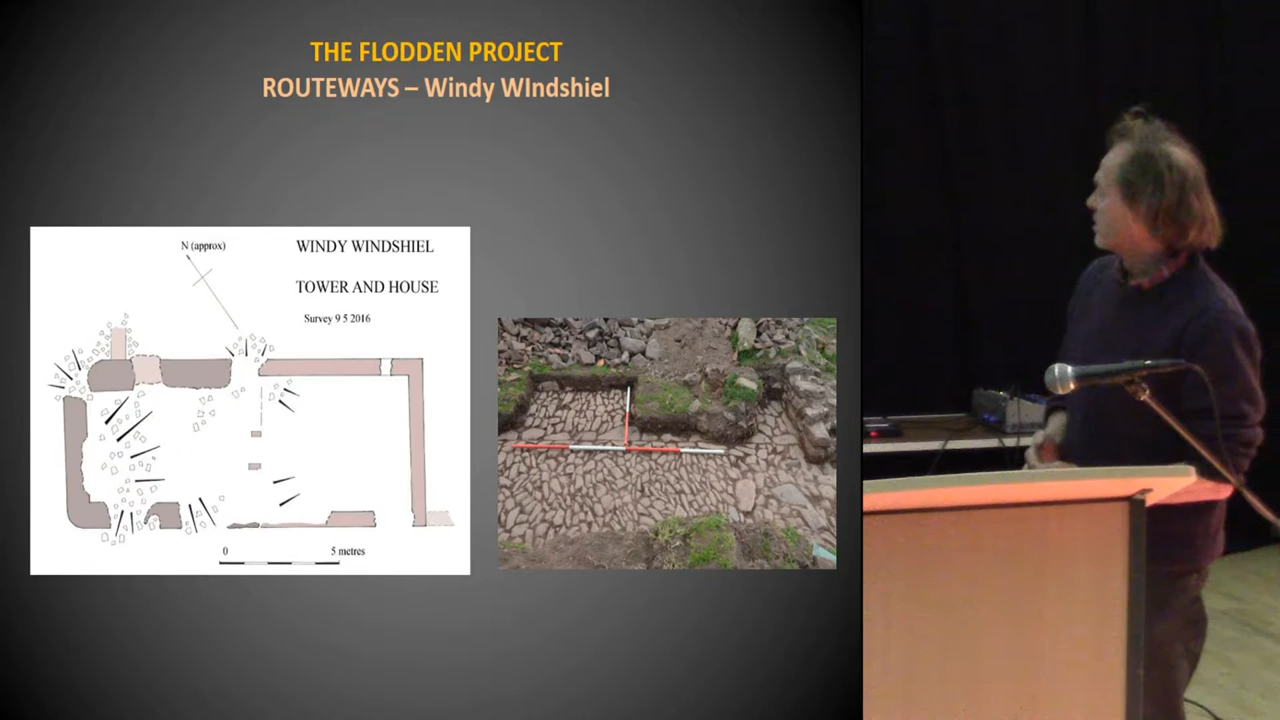 THE FLODDEN PROJECT
ROUTEWAYS – Windy WIndshiel
N (approx)
WINDY WINDSHIEL
TOWER AND HOUSE
Survey 9 5 2016
0
5 metres